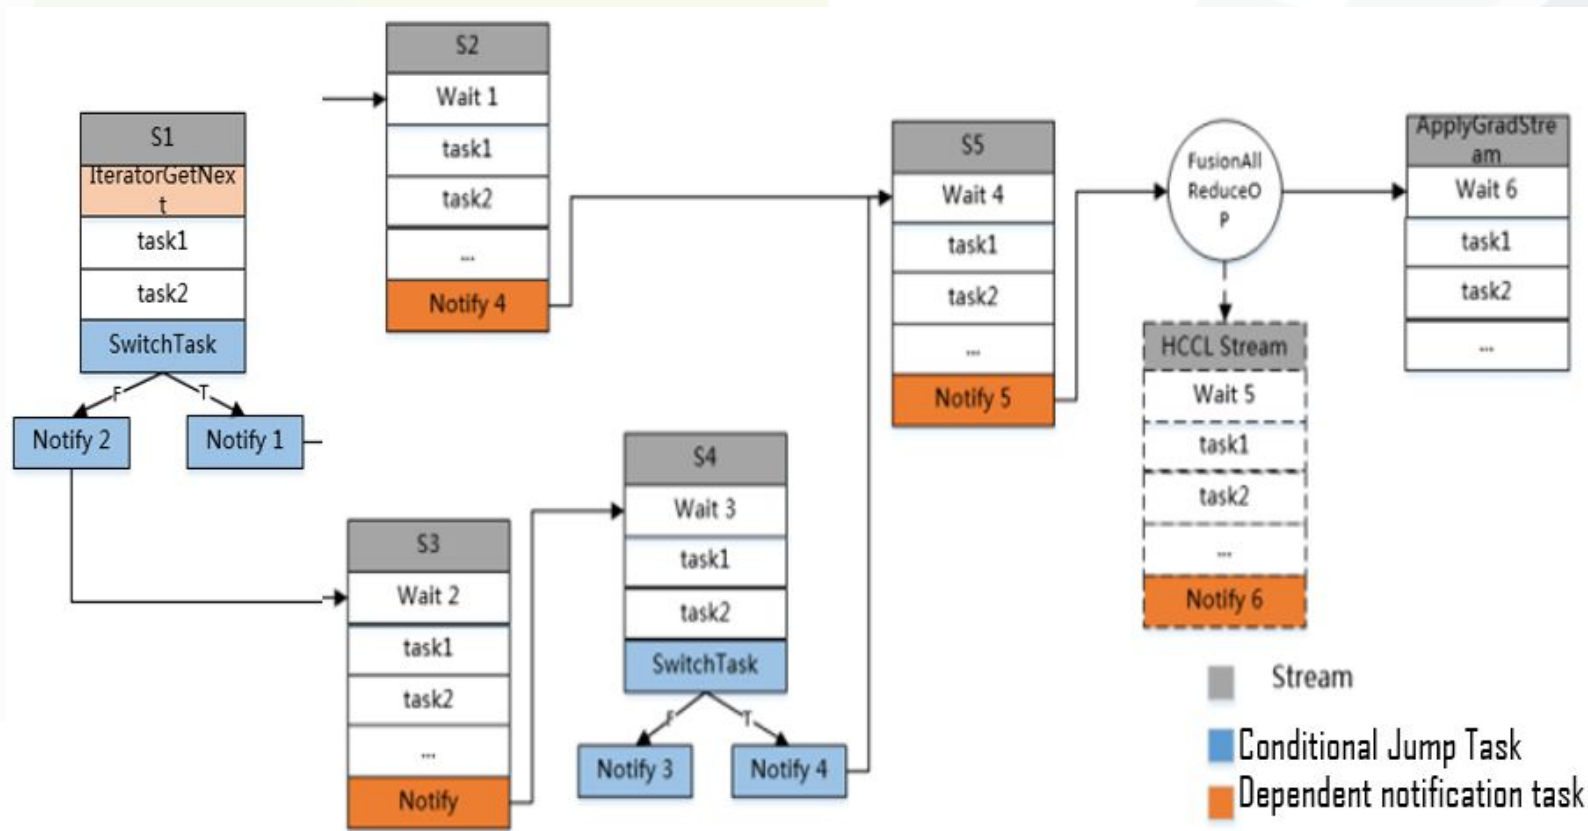 S1
IteratorGetNex
t
task1
task2
SwitchTask
F
T
Notify 2
Notify 1
S2
Wait 1
task1
task2
...
Notify 4
S3
Wait 2
task1
task2
...
Notify
S4
Wait 3
task1
task2
SwitchTask
F
T
Notify 3
Notify 4
S5
Wait 4
task1
task2
...
Notify 5
FusionAll
ReduceO
P
HCCL Stream
Wait 5
task1
task2
...
Notify 6
ApplyGradStre
am
Wait 6
task1
task2
...
Stream
Conditional Jump Task
Dependent notification task